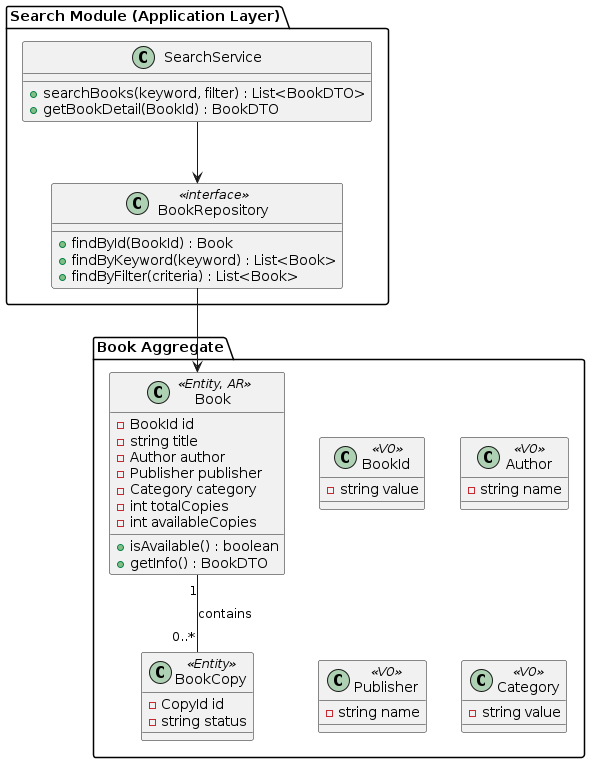 Search Module (Application Layer)
C SearchService
searchBooks(keyword, filter) : List<BookDTO>
getBookDetail(BookId) : BookDTO
«interface»
C BookRepository
findById(BookId) : Book
findByKeyword(keyword) : List<Book>
findByFilter(criteria) : List<Book>
Book Aggregate
«Entity, AR»
C Book
BookId id
string title
Author author
Publisher publisher
Category category
int totalCopies
int availableCopies
isAvailable() : boolean
getInfo() : BookDTO
«VO»
C BookId
string value
«VO»
C Author
string name
1
contains
0..*
«Entity»
C BookCopy
CopyId id
string status
«VO»
C Publisher
string name
«VO»
C Category
string value